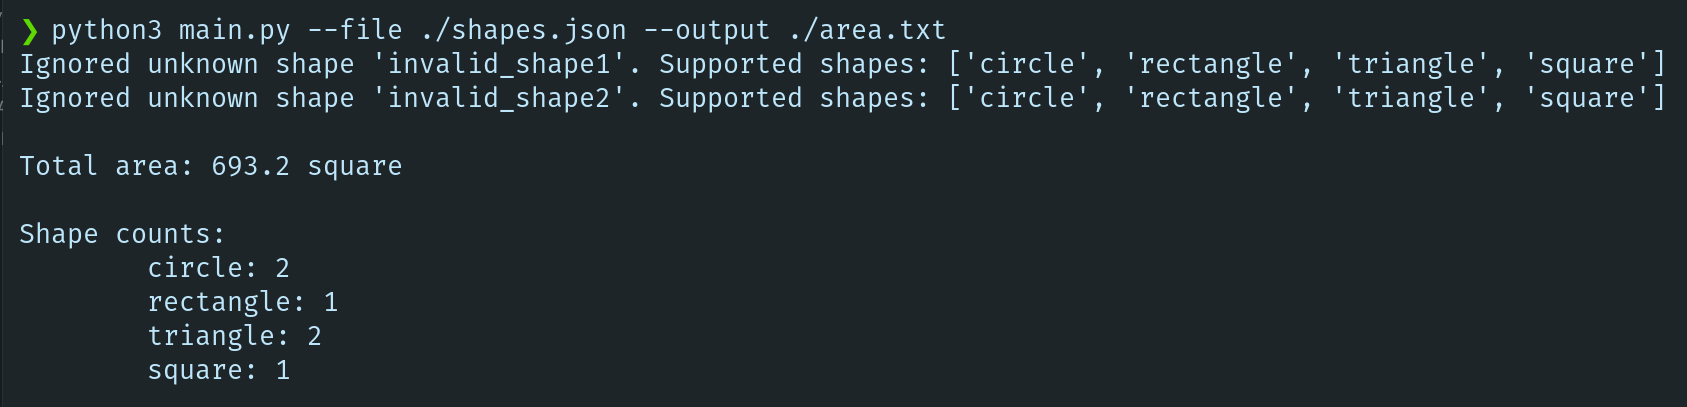 ❯ python3 main.py --file ./shapes.json --output ./area.txt
Ignored unknown shape 'invalid_shape1'. Supported shapes: ['circle', 'rectangle', 'triangle', 'square']
Ignored unknown shape 'invalid_shape2'. Supported shapes: ['circle', 'rectangle', 'triangle', 'square']
Total area: 693.2 square
Shape counts:
circle: 2
rectangle: 1
triangle: 2
square: 1